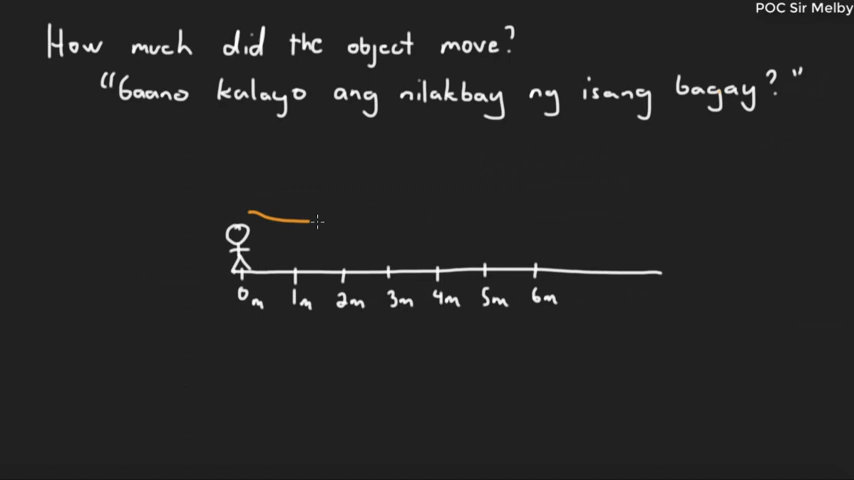 POC Sir Melby
How much did the object move?
"Gaano kalayo ang nilakbay ng isang bagay?"
0m 1m 2m 3m 4m 5m 6m